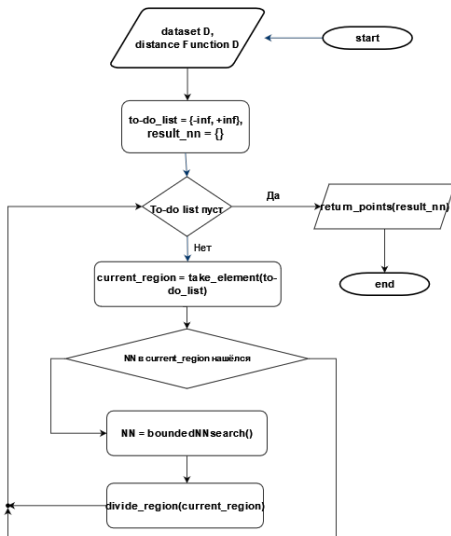 dataset D,
distance Function D
start
to-do_list = {-inf, +inf},
result_nn = {}
To-do list пуст
Да
return_points(result_nn)
Нет
current_region = take_element(to-
do_list)
end
NN в current_region нашёлся
NN = boundedNNsearch()
divide_region(current_region)